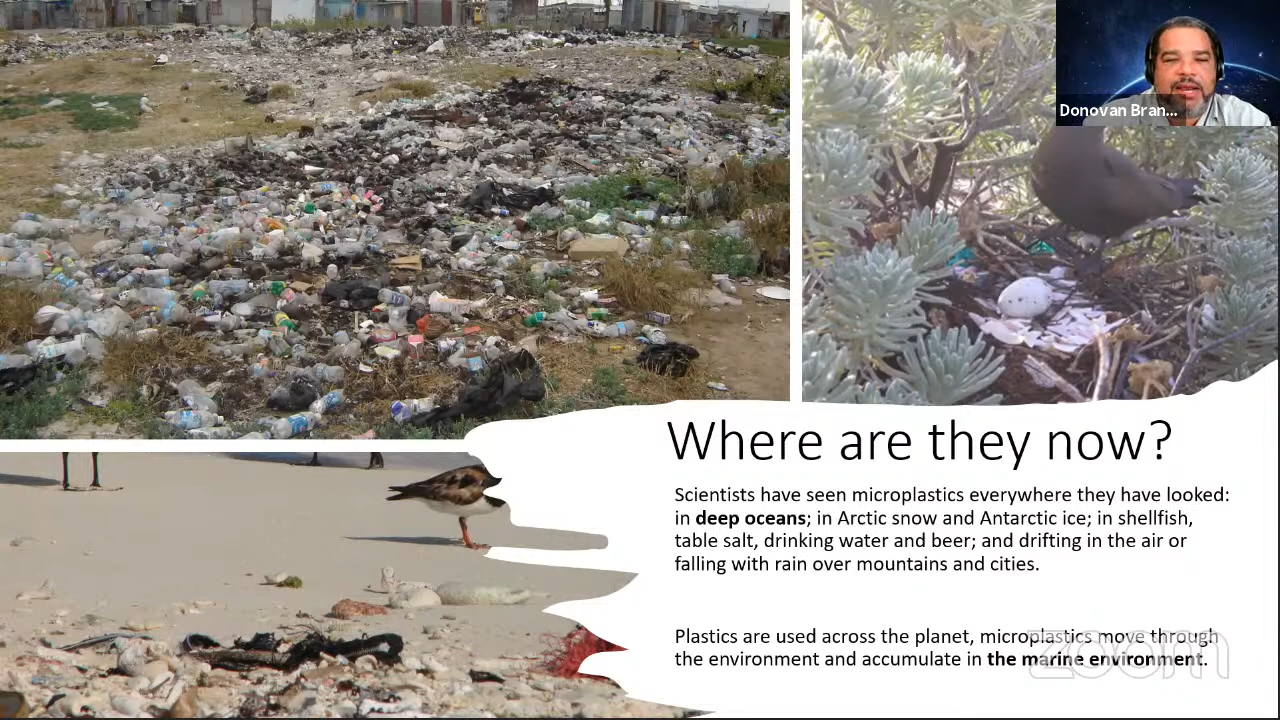 Donovan Bran...
Where are they now?
Scientists have seen microplastics everywhere they have looked:
in deep oceans; in Arctic snow and Antarctic ice; in shellfish,
table salt, drinking water and beer; and drifting in the air or
falling with rain over mountains and cities.
Plastics are used across the planet, microplastics move through
the environment and accumulate in the marine environment.
zoom